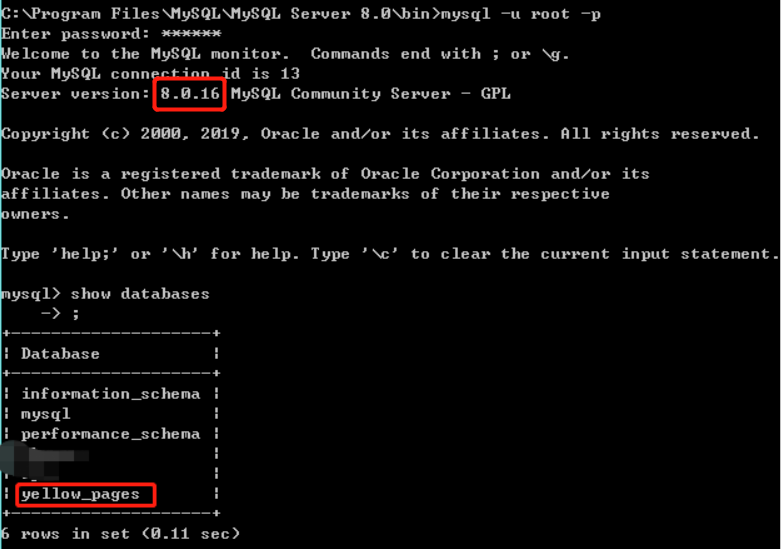 C:\Program Files\MySQL\MySQL Server 8.0\bin>mysql -u root -p
Enter password: ******
Welcome to the MySQL monitor.  Commands end with ; or \g.
Your MySQL connection id is 13
Server version: 8.0.16 MySQL Community Server - GPL
Copyright (c) 2000, 2019, Oracle and/or its affiliates. All rights reserved.
Oracle is a registered trademark of Oracle Corporation and/or its
affiliates. Other names may be trademarks of their respective
owners.
Type 'help;' or '\h' for help. Type '\c' to clear the current input statement.
mysql> show databases
    -> ;
+--------------------+
| Database           |
+--------------------+
| information_schema |
| mysql              |
| performance_schema |
| yellow_pages       |
+--------------------+
6 rows in set (0.11 sec)